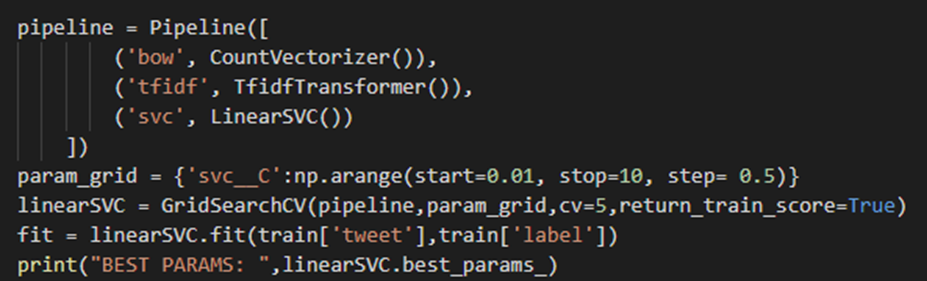 pipeline = Pipeline([
        ('bow', CountVectorizer()),
        ('tfidf', TfidfTransformer()),
        ('svc', LinearSVC())
    ])
param_grid = {'svc__C':np.arange(start=0.01, stop=10, step= 0.5)}
linearSVC = GridSearchCV(pipeline,param_grid,cv=5,return_train_score=True)
fit = linearSVC.fit(train['tweet'],train['label'])
print("BEST PARAMS: ",linearSVC.best_params_)